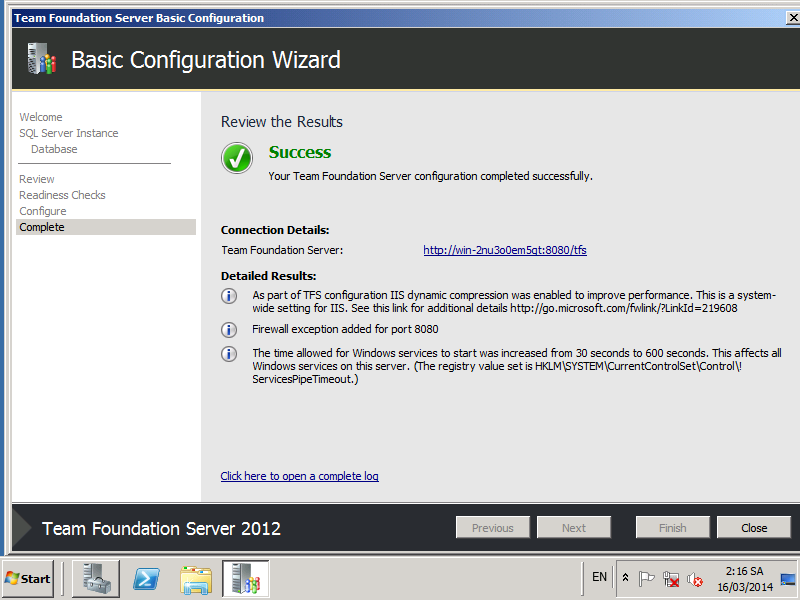 Team Foundation Server Basic Configuration
Basic Configuration Wizard
Welcome
SQL Server Instance
Database
Review
Readiness Checks
Configure
Complete
Review the Results
Success
Your Team Foundation Server configuration completed successfully.
Connection Details:
Team Foundation Server: http://win-2nu3o0em5qt:8080/tfs
Detailed Results:
As part of TFS configuration IIS dynamic compression was enabled to improve performance. This is a system-
wide setting for IIS. See this link for additional details http://go.microsoft.com/fwlink/?LinkId=219608
Firewall exception added for port 8080
The time allowed for Windows services to start was increased from 30 seconds to 600 seconds. This affects all
Windows services on this server. (The registry value set is HKLM\SYSTEM\CurrentControlSet\Control\!
ServicesPipeTimeout.)
Click here to open a complete log
Team Foundation Server 2012
Previous
Next
Finish
Close
Start
EN
2:16 SA
16/03/2014